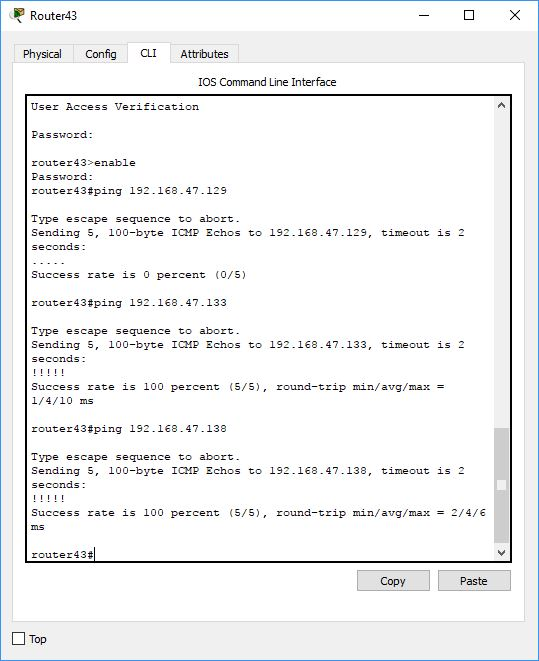 Router43
Physical Config CLI Attributes
IOS Command Line Interface
User Access Verification
Password:
router43>enable
Password:
router43#ping 192.168.47.129
Type escape sequence to abort.
Sending 5, 100-byte ICMP Echos to 192.168.47.129, timeout is 2
seconds:
.....
Success rate is 0 percent (0/5)
router43#ping 192.168.47.133
Type escape sequence to abort.
Sending 5, 100-byte ICMP Echos to 192.168.47.133, timeout is 2
seconds:
!!!!!
Success rate is 100 percent (5/5), round-trip min/avg/max =
1/4/10 ms
router43#ping 192.168.47.138
Type escape sequence to abort.
Sending 5, 100-byte ICMP Echos to 192.168.47.138, timeout is 2
seconds:
!!!!!
Success rate is 100 percent (5/5), round-trip min/avg/max = 2/4/6
ms
router43#
Copy Paste
Top